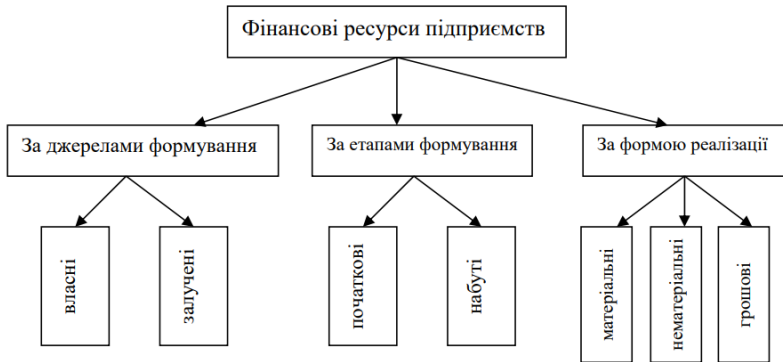 Фінансові ресурси підприємств
За джерелами формування
За етапами формування
За формою реалізації
власні
залучені
початкові
набуті
матеріальні
нематеріальні
грошові